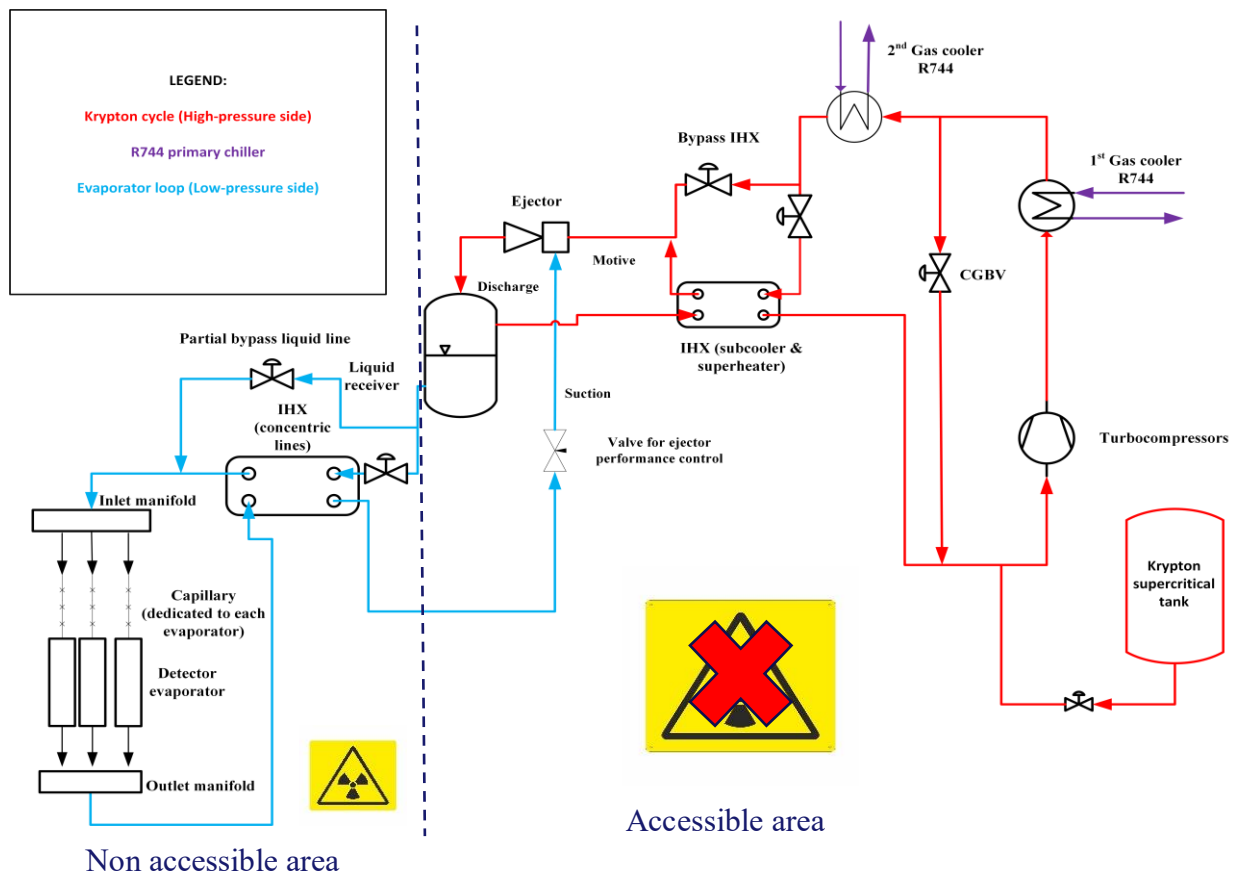 LEGEND:
Krypton cycle (High-pressure side)
R744 primary chiller
Evaporator loop (Low-pressure side)
2nd Gas cooler
R744
Bypass IHX
1st Gas cooler
R744
Ejector
Motive
CGBV
Discharge
Partial bypass liquid line
Liquid
receiver
IHX (subcooler &
superheater)
IHX
(concentric
lines)
Suction
Valve for ejector
performance control
Turbocompressors
Inlet manifold
Krypton
supercritical
tank
Capillary
(dedicated to each
evaporator)
Detector
evaporator
Outlet manifold
Accessible area
Non accessible area